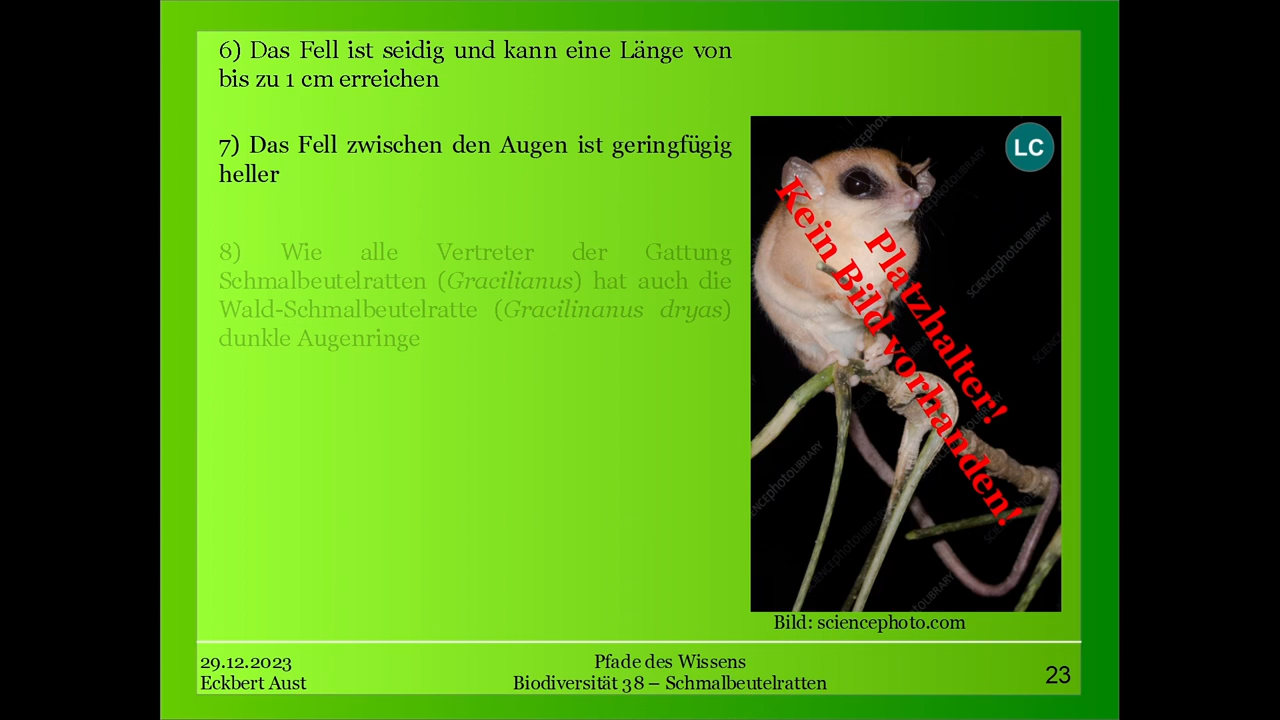 6) Das Fell ist seidig und kann eine Länge von
bis zu 1 cm erreichen
7) Das Fell zwischen den Augen ist geringfügig
heller
8) Wie alle Vertreter der Gattung
Schmalbeutelratten (Gracilianus) hat auch die
Wald-Schmalbeutelratte (Gracilinanus dryas)
dunkle Augenringe
LC
Platzhalter!
Kein Bild vorhanden!
SCIENCEPHOTOLIBRARY
Bild: sciencephoto.com
29.12.2023
Eckbert Aust
Pfade des Wissens
Biodiversität 38 – Schmalbeutelratten
23